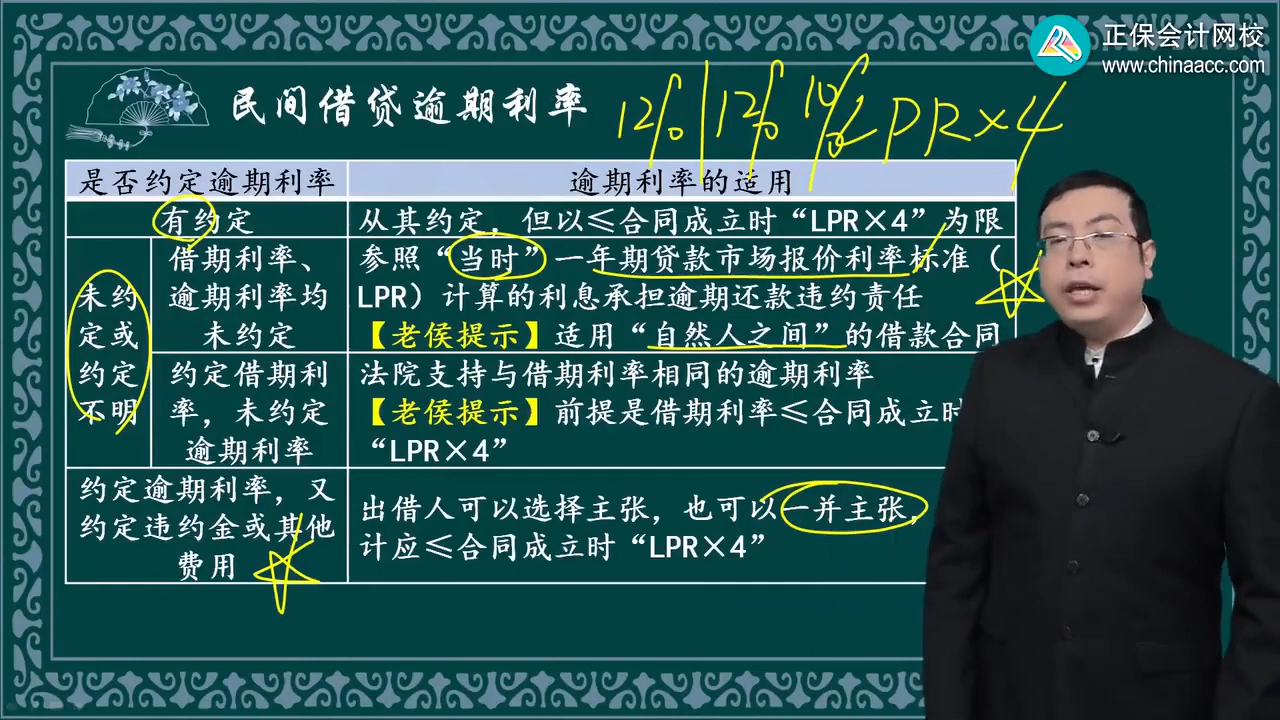 正保会计网校
www.chinaacc.com
民间借贷逾期利率
12% 12% 10% LPR×4
是否约定逾期利率
逾期利率的适用
有约定
从其约定，但以≤合同成立时“LPR×4”为限
未约
定或
约定
不明
借期利率、
逾期利率均
未约定
参照“当时”一年期贷款市场报价利率标准（
LPR）计算的利息承担逾期还款违约责任
【老侯提示】适用“自然人之间”的借款合同
约定借期利
率，未约定
逾期利率
法院支持与借期利率相同的逾期利率
【老侯提示】前提是借期利率≤合同成立时
“LPR×4”
约定逾期利率，又
约定违约金或其他
费用
出借人可以选择主张，也可以一并主张，
计应≤合同成立时“LPR×4”